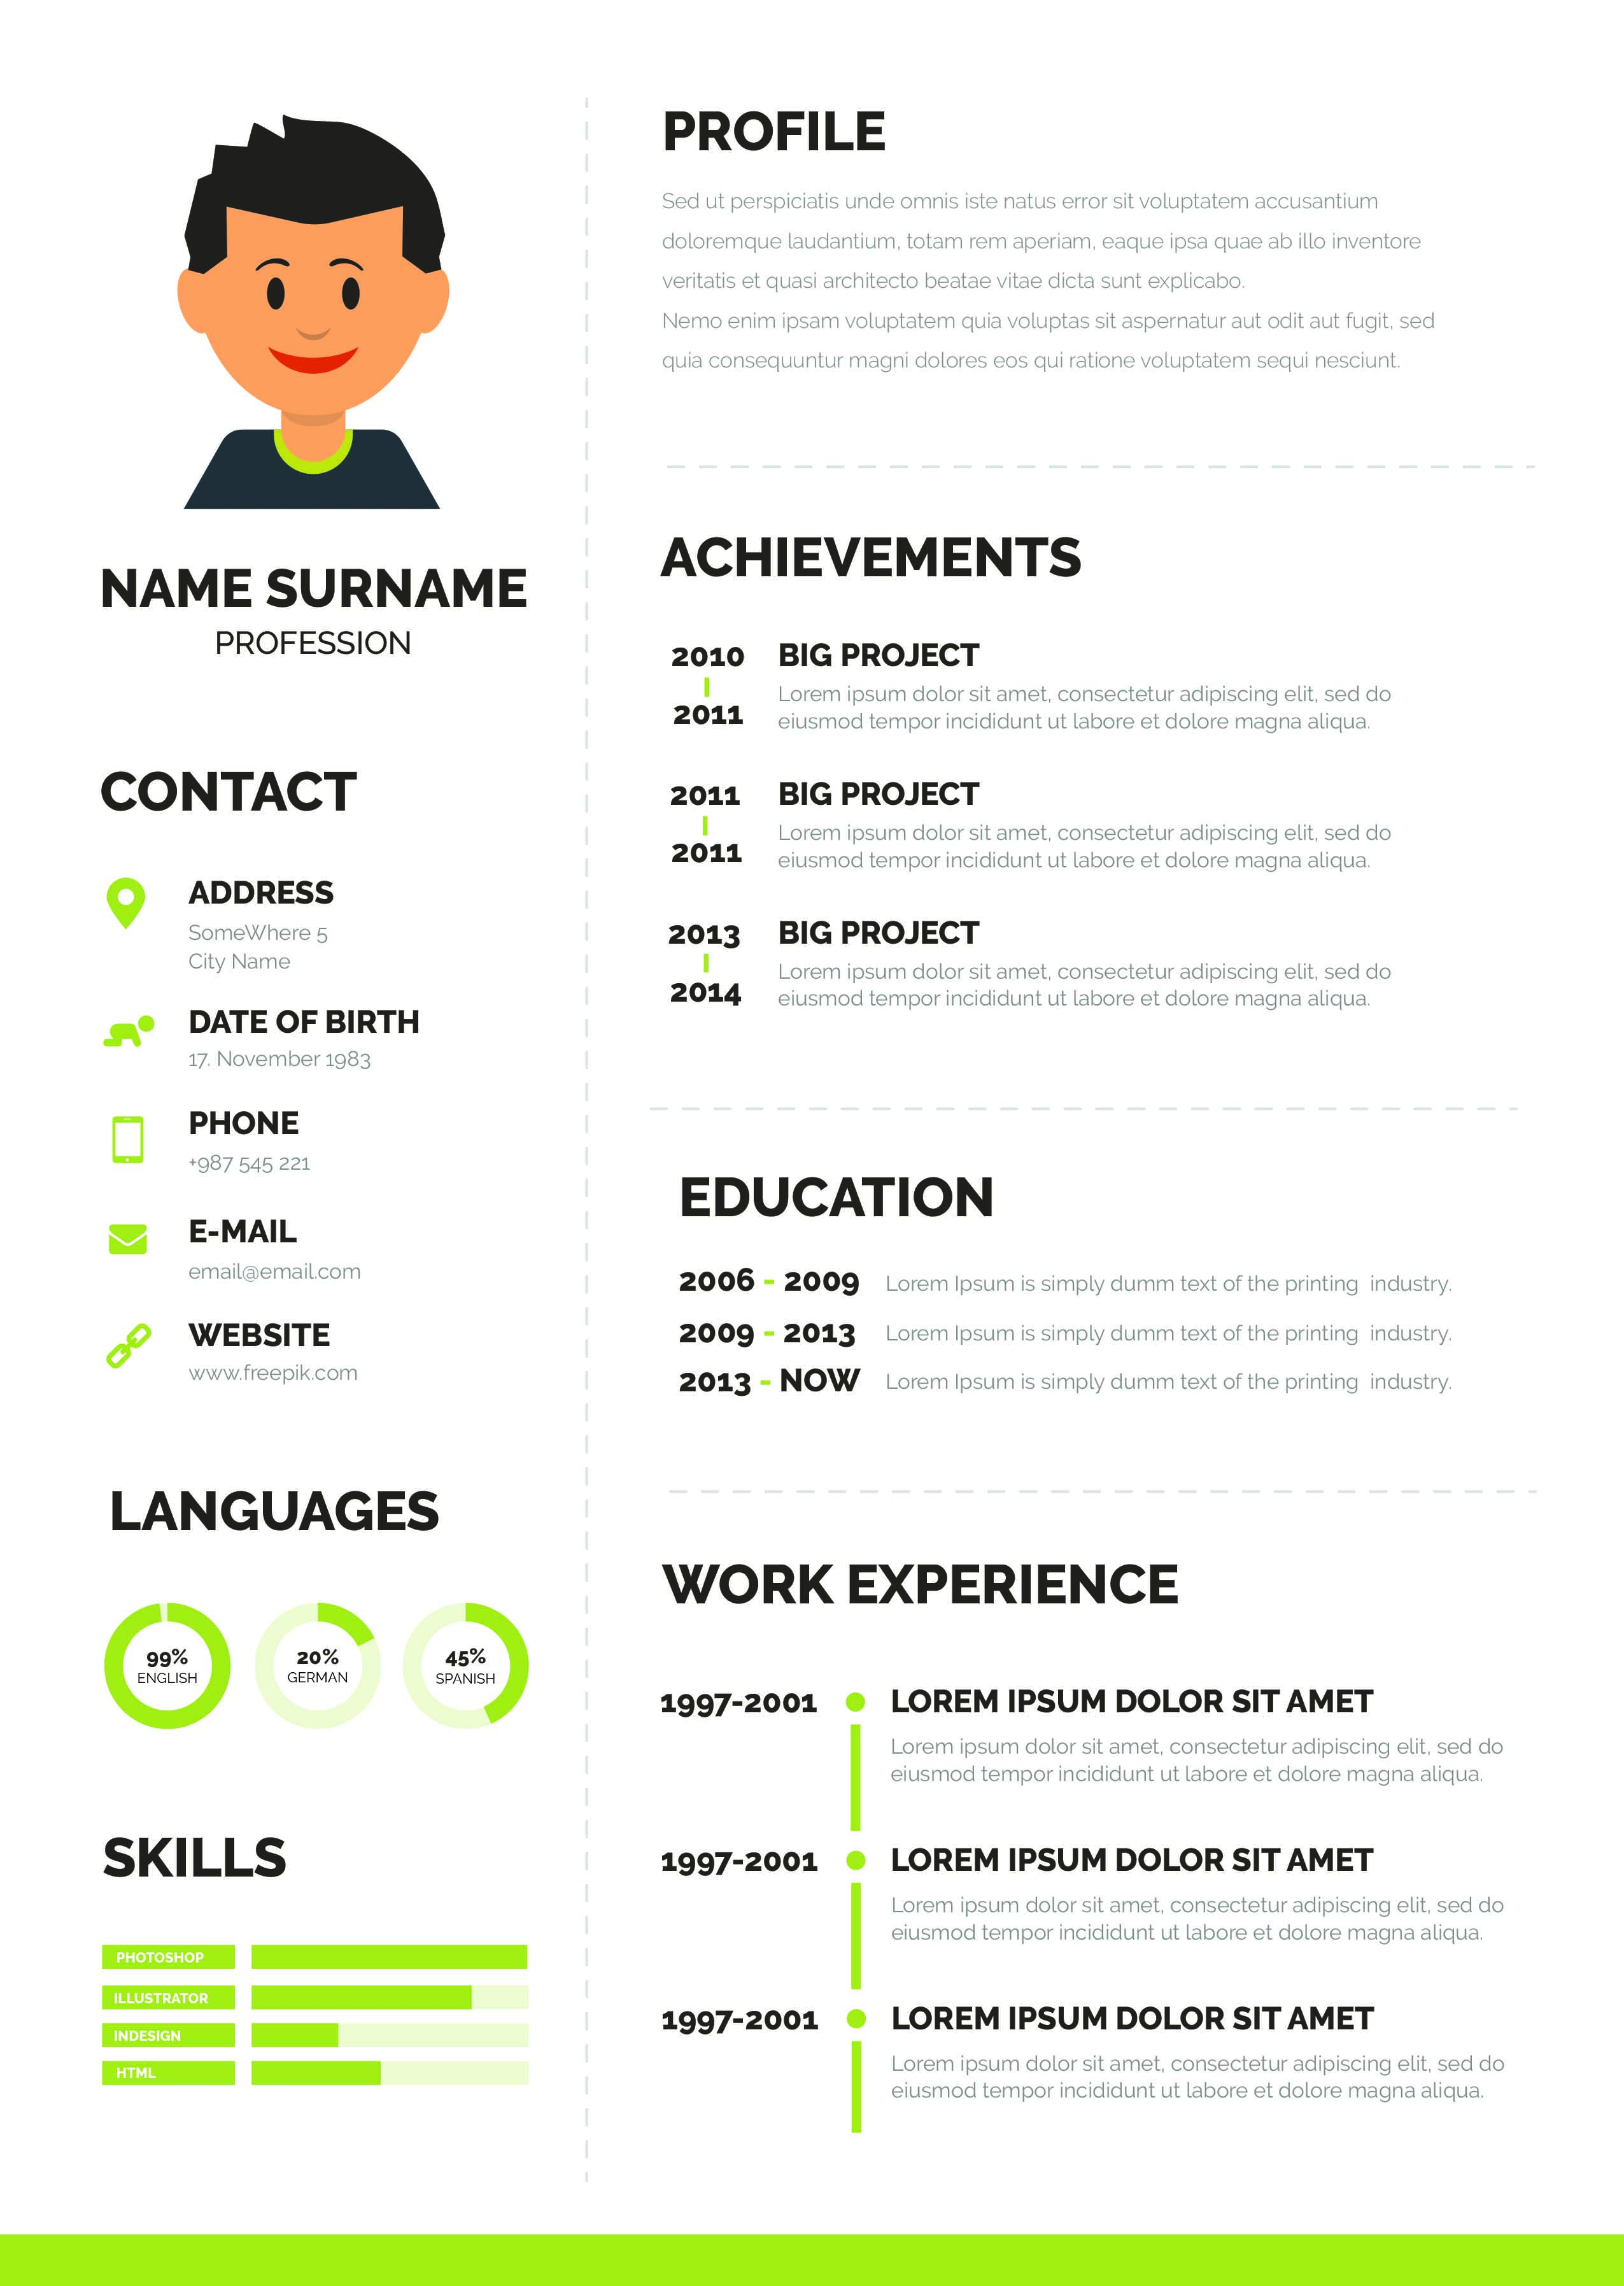 NAME SURNAME
PROFESSION
CONTACT
ADDRESS
SomeWhere 5
City Name
DATE OF BIRTH
17. November 1983
PHONE
+987 545 221
E-MAIL
email@email.com
WEBSITE
www.freepik.com
LANGUAGES
99%
ENGLISH
20%
GERMAN
45%
SPANISH
SKILLS
PHOTOSHOP
ILLUSTRATOR
INDESIGN
HTML
PROFILE
Sed ut perspiciatis unde omnis iste natus error sit voluptatem accusantium
doloremque laudantium, totam rem aperiam, eaque ipsa quae ab illo inventore
veritatis et quasi architecto beatae vitae dicta sunt explicabo.
Nemo enim ipsam voluptatem quia voluptas sit aspernatur aut odit aut fugit, sed
quia consequuntur magni dolores eos qui ratione voluptatem sequi nesciunt.
ACHIEVEMENTS
2010
2011
BIG PROJECT
Lorem ipsum dolor sit amet, consectetur adipiscing elit, sed do
eiusmod tempor incididunt ut labore et dolore magna aliqua.
2011
2011
BIG PROJECT
Lorem ipsum dolor sit amet, consectetur adipiscing elit, sed do
eiusmod tempor incididunt ut labore et dolore magna aliqua.
2013
2014
BIG PROJECT
Lorem ipsum dolor sit amet, consectetur adipiscing elit, sed do
eiusmod tempor incididunt ut labore et dolore magna aliqua.
EDUCATION
2006 - 2009 Lorem Ipsum is simply dumm text of the printing industry.
2009 - 2013 Lorem Ipsum is simply dumm text of the printing industry.
2013 - NOW Lorem Ipsum is simply dumm text of the printing industry.
WORK EXPERIENCE
1997-2001 LOREM IPSUM DOLOR SIT AMET
Lorem ipsum dolor sit amet, consectetur adipiscing elit, sed do
eiusmod tempor incididunt ut labore et dolore magna aliqua.
1997-2001 LOREM IPSUM DOLOR SIT AMET
Lorem ipsum dolor sit amet, consectetur adipiscing elit, sed do
eiusmod tempor incididunt ut labore et dolore magna aliqua.
1997-2001 LOREM IPSUM DOLOR SIT AMET
Lorem ipsum dolor sit amet, consectetur adipiscing elit, sed do
eiusmod tempor incididunt ut labore et dolore magna aliqua.